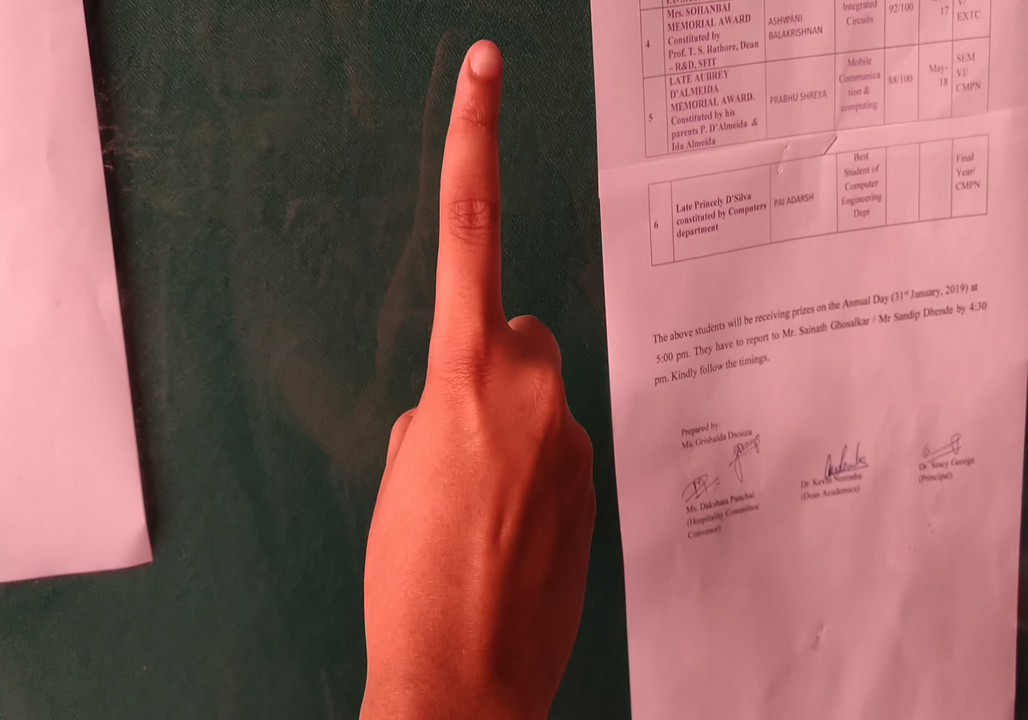 Mrs. SOHANBAI
MEMORIAL AWARD
Constituted by
Prof. T. S. Rathore, Dean
– R&D, SFIT
4
ASHWANI
BALAKRISHNAN
Integrated
Circuits
92/100
17
V/
EXTC
LATE AUBREY
D'ALMEIDA
MEMORIAL AWARD.
Constituted by his
parents P. D'Almeida &
Ida Almeida
5
PRABHU SHREYA
Mobile
Communica
tion &
computing
88/100
May-
18
SEM
VI/
CMPN
6
Late Princely D'Silva
constituted by Computers
department
PAI ADARSH
Best
Student of
Computer
Engineering
Dept
Final
Year/
CMPN
The above students will be receiving prizes on the Annual Day (31st January, 2019) at
5:00 pm. They have to report to Mr. Sainath Ghosalkar / Mr Sandip Dhende by 4:30
pm. Kindly follow the timings.
Prepared by:
Ms. Grishalda Dsouza
Ms. Dakshata Panchal
(Hospitality Committee
Convenor)
Dr. Kevin Noronha
(Dean Academics)
Dr. Sincy George
(Principal)